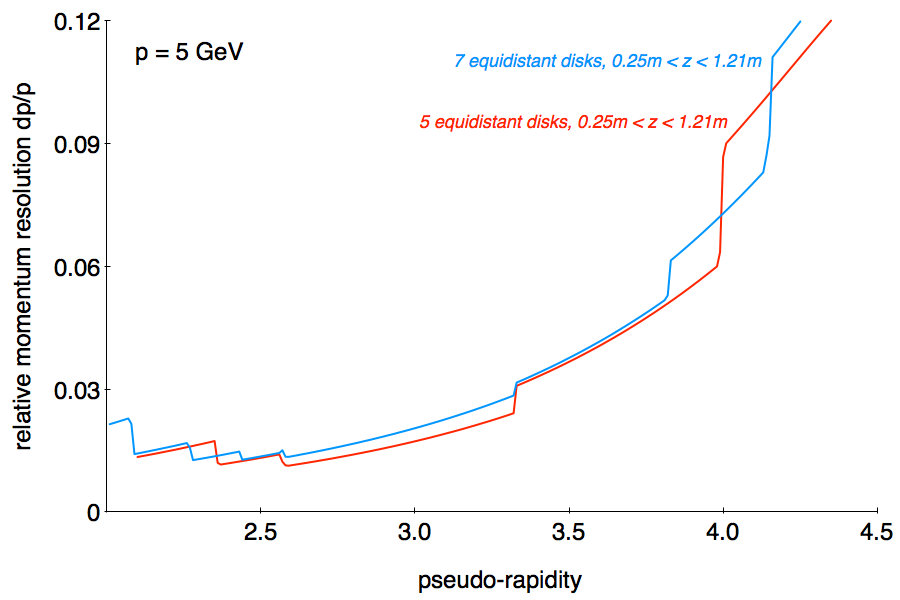 0.12
p = 5 GeV
7 equidistant disks, 0.25m < z < 1.21m
5 equidistant disks, 0.25m < z < 1.21m
0.09
0.06
0.03
0
relative momentum resolution dp/p
2.5 3.0 3.5 4.0 4.5
pseudo-rapidity